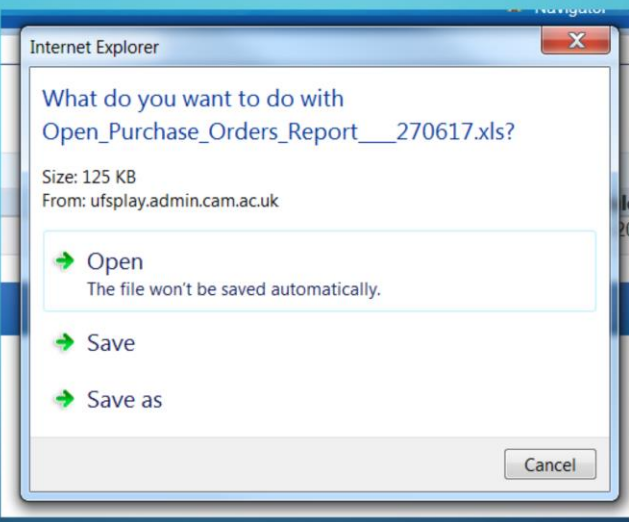 Navigator
Internet Explorer
What do you want to do with
Open_Purchase_Orders_Report___270617.xls?
Size: 125 KB
From: ufsplay.admin.cam.ac.uk
Open
The file won't be saved automatically.
Save
Save as
Cancel